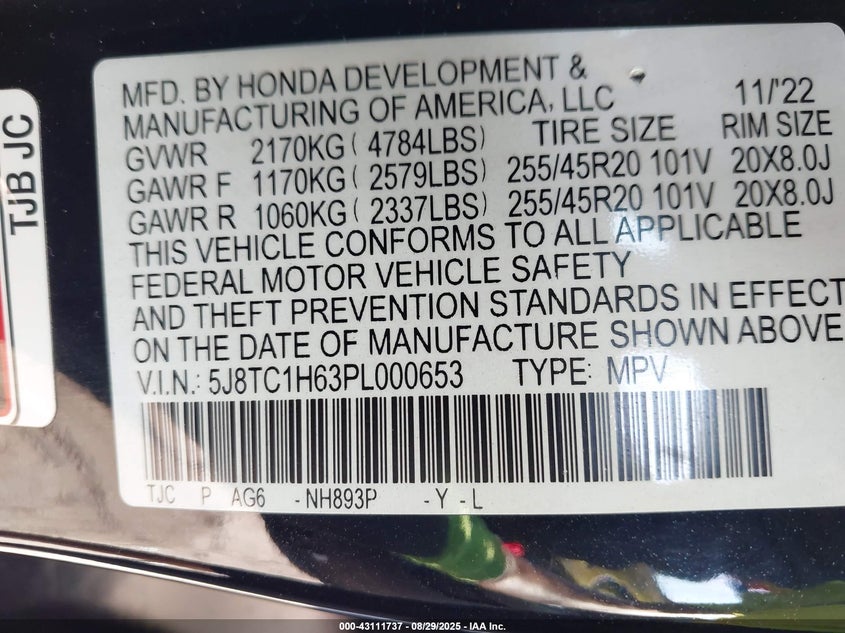 TJB JC
MFD. BY HONDA DEVELOPMENT &
MANUFACTURING OF AMERICA, LLC 11/'22
GVWR 2170KG ( 4784LBS) TIRE SIZE RIM SIZE
GAWR F 1170KG ( 2579LBS) 255/45R20 101V 20X8.0J
GAWR R 1060KG ( 2337LBS) 255/45R20 101V 20X8.0J
THIS VEHICLE CONFORMS TO ALL APPLICABLE
FEDERAL MOTOR VEHICLE SAFETY
AND THEFT PREVENTION STANDARDS IN EFFECT
ON THE DATE OF MANUFACTURE SHOWN ABOVE
V.I.N.: 5J8TC1H63PL000653 TYPE: MPV
TJC P AG6 -NH893P -Y -L
000-43111737 - 08/29/2025 - IAA Inc.